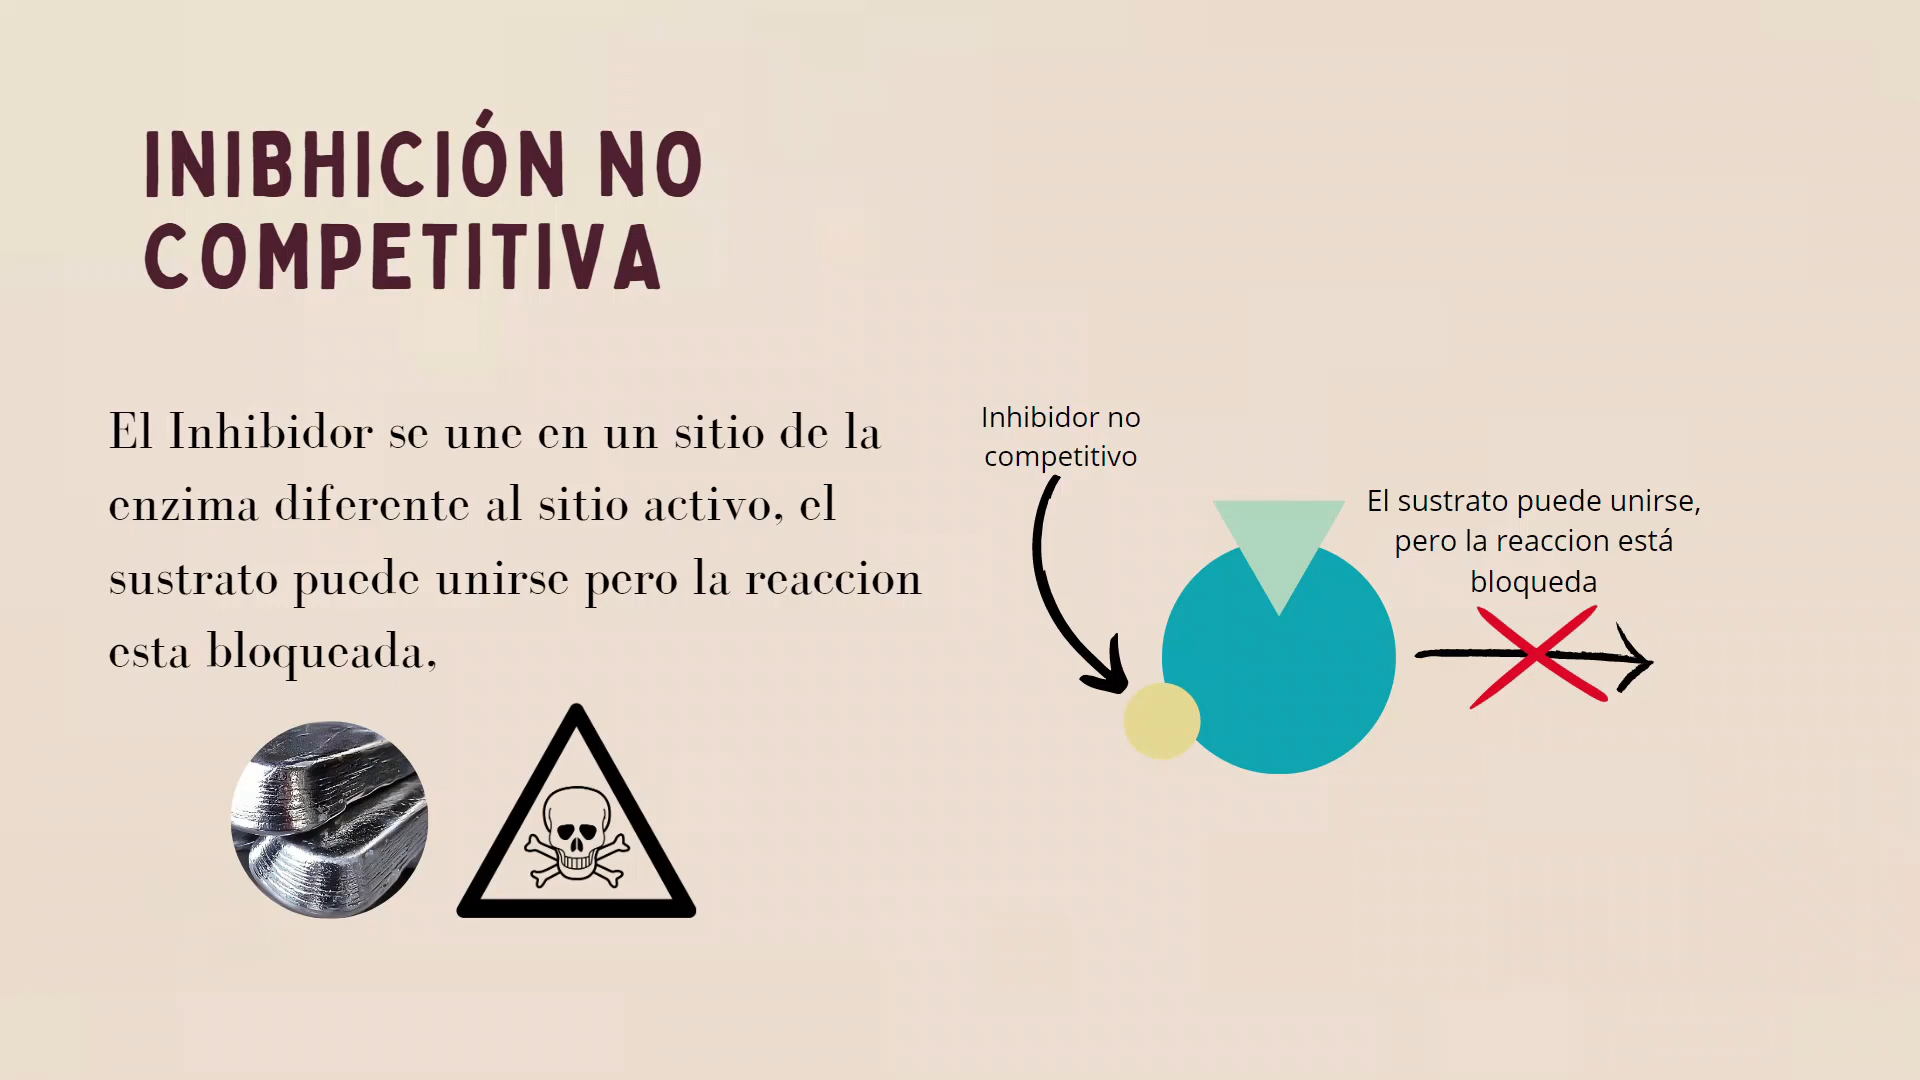 INIBHICIÓN NO
COMPETITIVA
El Inhibidor se une en un sitio de la
enzima diferente al sitio activo, el
sustrato puede unirse pero la reaccion
esta bloqueada,
Inhibidor no
competitivo
El sustrato puede unirse,
pero la reaccion está
bloqueda